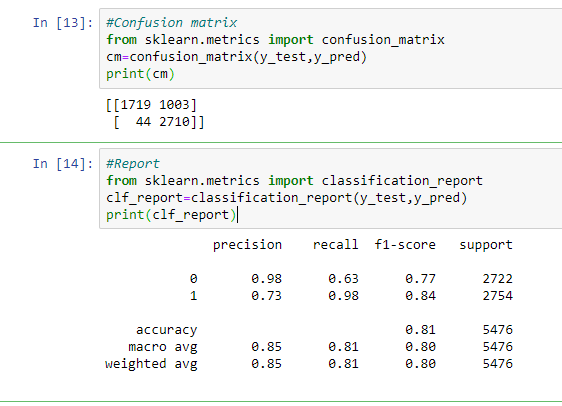 In [13]: #Confusion matrix
from sklearn.metrics import confusion_matrix
cm=confusion_matrix(y_test,y_pred)
print(cm)
[[1719 1003]
[ 44 2710]]
In [14]: #Report
from sklearn.metrics import classification_report
clf_report=classification_report(y_test,y_pred)
print(clf_report)
precision recall f1-score support
0 0.98 0.63 0.77 2722
1 0.73 0.98 0.84 2754
accuracy 0.81 5476
macro avg 0.85 0.81 0.80 5476
weighted avg 0.85 0.81 0.80 5476